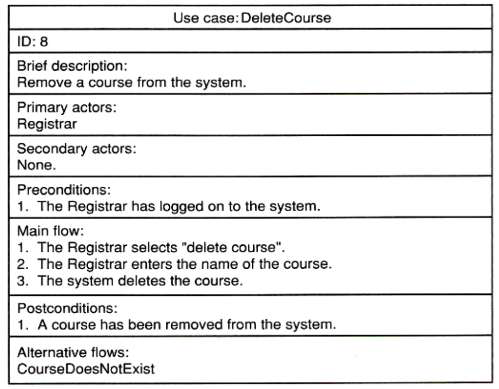 Use case: DeleteCourse
ID: 8
Brief description:
Remove a course from the system.
Primary actors:
Registrar
Secondary actors:
None.
Preconditions:
1. The Registrar has logged on to the system.
Main flow:
1. The Registrar selects "delete course".
2. The Registrar enters the name of the course.
3. The system deletes the course.
Postconditions:
1. A course has been removed from the system.
Alternative flows:
CourseDoesNotExist